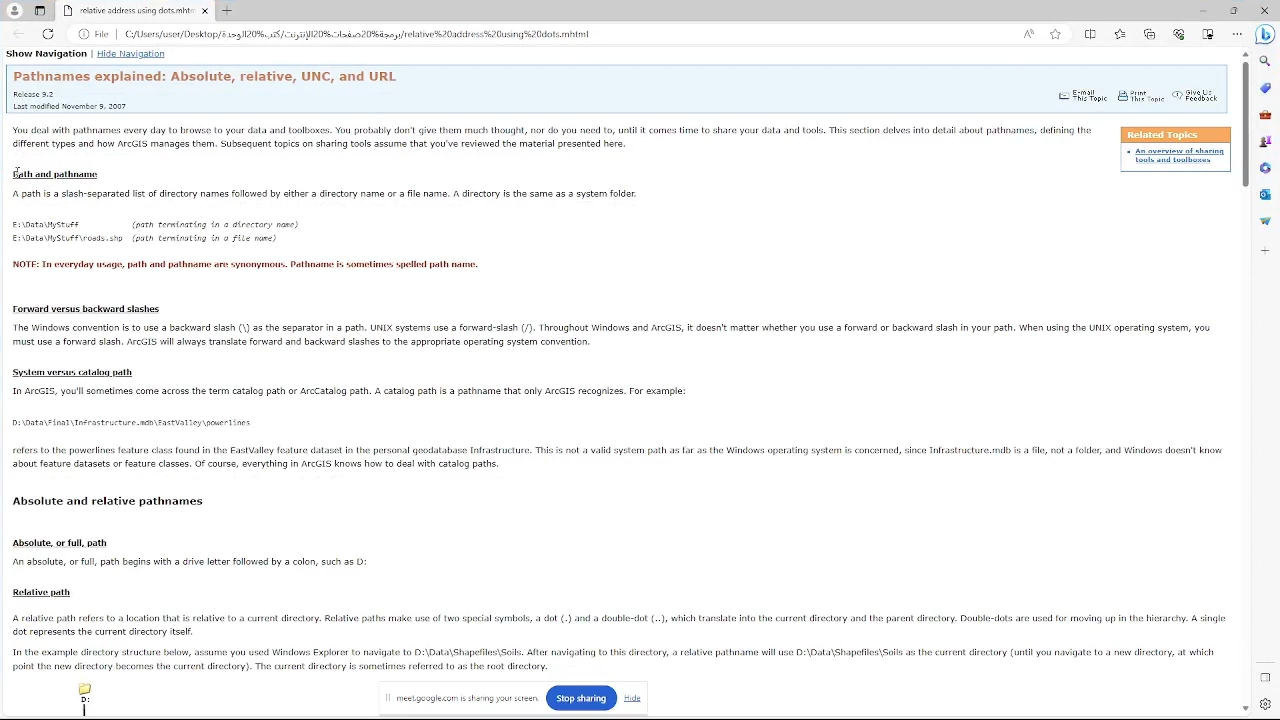 relative address using dots.mht
File
C:/Users/user/Desktop/برمجة%20صفحات%20الإنترنت/كتب%20الوحدة/relative%20address%20using%20dots.mhtml
Show Navigation | Hide Navigation
Pathnames explained: Absolute, relative, UNC, and URL
Release 9.2
Last modified November 9, 2007
E-mail This Topic
Print This Topic
Give Us Feedback
You deal with pathnames every day to browse to your data and toolboxes. You probably don't give them much thought, nor do you need to, until it comes time to share your data and tools. This section delves into detail about pathnames, defining the
different types and how ArcGIS manages them. Subsequent topics on sharing tools assume that you've reviewed the material presented here.
Related Topics
An overview of sharing
tools and toolboxes
Path and pathname
A path is a slash-separated list of directory names followed by either a directory name or a file name. A directory is the same as a system folder.
E:\Data\MyStuff (path terminating in a directory name)
E:\Data\MyStuff\roads.shp (path terminating in a file name)
NOTE: In everyday usage, path and pathname are synonymous. Pathname is sometimes spelled path name.
Forward versus backward slashes
The Windows convention is to use a backward slash (\) as the separator in a path. UNIX systems use a forward-slash (/). Throughout Windows and ArcGIS, it doesn't matter whether you use a forward or backward slash in your path. When using the UNIX operating system, you
must use a forward slash. ArcGIS will always translate forward and backward slashes to the appropriate operating system convention.
System versus catalog path
In ArcGIS, you'll sometimes come across the term catalog path or ArcCatalog path. A catalog path is a pathname that only ArcGIS recognizes. For example:
D:\Data\Final\Infrastructure.mdb\EastValley\powerlines
refers to the powerlines feature class found in the EastValley feature dataset in the personal geodatabase Infrastructure. This is not a valid system path as far as the Windows operating system is concerned, since Infrastructure.mdb is a file, not a folder, and Windows doesn't know
about feature datasets or feature classes. Of course, everything in ArcGIS knows how to deal with catalog paths.
Absolute and relative pathnames
Absolute, or full, path
An absolute, or full, path begins with a drive letter followed by a colon, such as D:
Relative path
A relative path refers to a location that is relative to a current directory. Relative paths make use of two special symbols, a dot (.) and a double-dot (..), which translate into the current directory and the parent directory. Double-dots are used for moving up in the hierarchy. A single
dot represents the current directory itself.
In the example directory structure below, assume you used Windows Explorer to navigate to D:\Data\Shapefiles\Soils. After navigating to this directory, a relative pathname will use D:\Data\Shapefiles\Soils as the current directory (until you navigate to a new directory, at which
point the new directory becomes the current directory). The current directory is sometimes referred to as the root directory.
D:
meet.google.com is sharing your screen.
Stop sharing
Hide